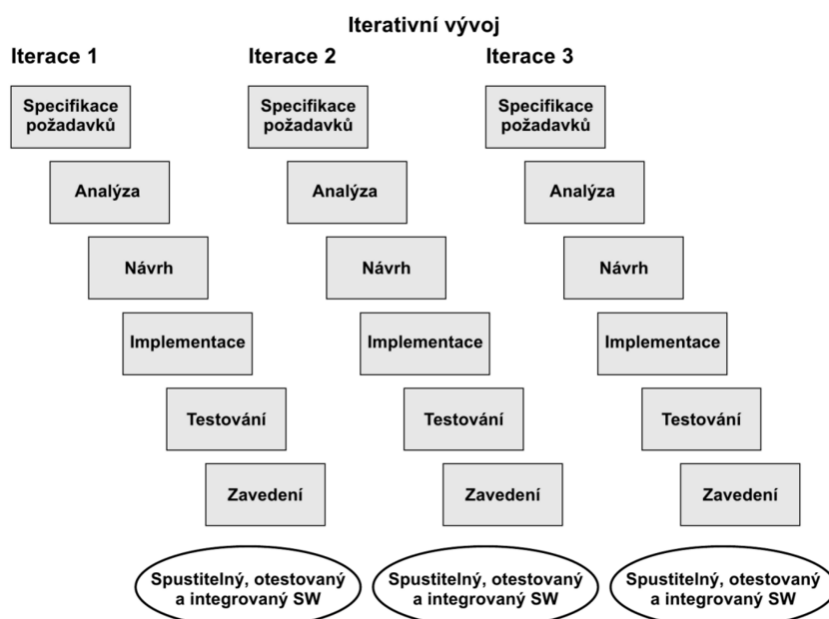 Iterativní vývoj
Iterace 1
Iterace 2
Iterace 3
Specifikace
požadavků
Specifikace
požadavků
Specifikace
požadavků
Analýza
Analýza
Analýza
Návrh
Návrh
Návrh
Implementace
Implementace
Implementace
Testování
Testování
Testování
Zavedení
Zavedení
Zavedení
Spustitelný, otestovaný
a integrovaný SW
Spustitelný, otestovaný
a integrovaný SW
Spustitelný, otestovaný
a integrovaný SW